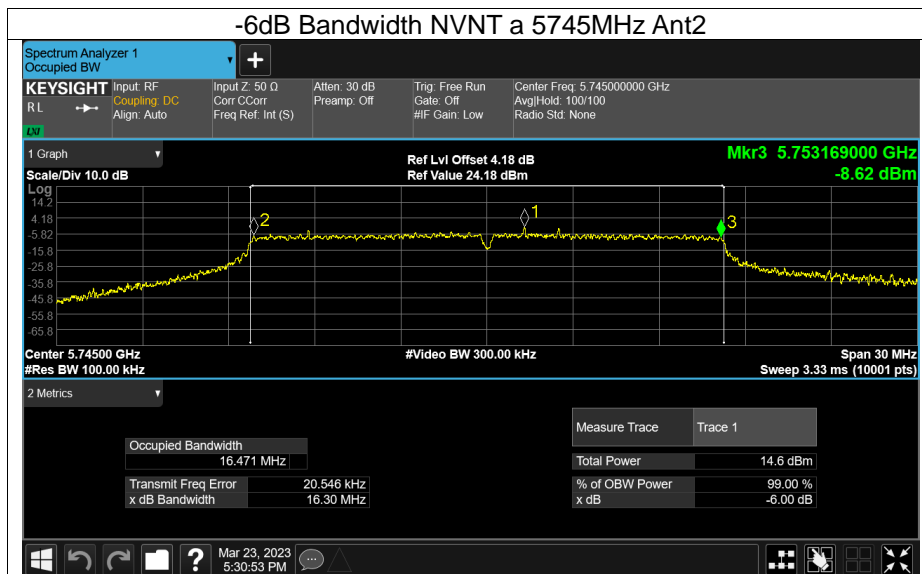 -6dB Bandwidth NVNT a 5745MHz Ant2
Spectrum Analyzer 1
Occupied BW
+
KEYSIGHT
R L
LXI
Input: RF
Coupling: DC
Align: Auto
Input Z: 50 Ω
Corr CCorr
Freq Ref: Int (S)
Atten: 30 dB
Preamp: Off
Trig: Free Run
Gate: Off
#IF Gain: Low
Center Freq: 5.745000000 GHz
Avg|Hold: 100/100
Radio Std: None
1 Graph
Scale/Div 10.0 dB
Ref Lvl Offset 4.18 dB
Ref Value 24.18 dBm
Mkr3 5.753169000 GHz
-8.62 dBm
Log
14.2
4.18
-5.82
-15.8
-25.8
-35.8
-45.8
-55.8
-65.8
2
1
3
Center 5.74500 GHz
#Res BW 100.00 kHz
#Video BW 300.00 kHz
Span 30 MHz
Sweep 3.33 ms (10001 pts)
2 Metrics
Occupied Bandwidth
16.471 MHz
Transmit Freq Error 20.546 kHz
x dB Bandwidth 16.30 MHz
Measure Trace Trace 1
Total Power 14.6 dBm
% of OBW Power 99.00 %
x dB -6.00 dB
?
Mar 23, 2023
5:30:53 PM